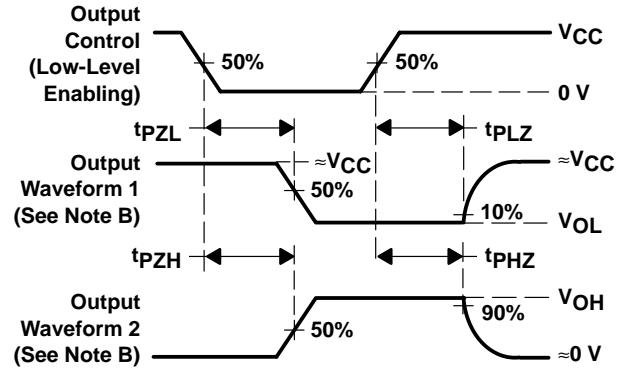 Output
Control
(Low-Level
Enabling)
50%
50%
VCC
0 V
tPZL
tPLZ
Output
Waveform 1
(See Note B)
≈VCC
50%
≈VCC
10%
VOL
tPZH
tPHZ
Output
Waveform 2
(See Note B)
50%
VOH
90%
≈0 V